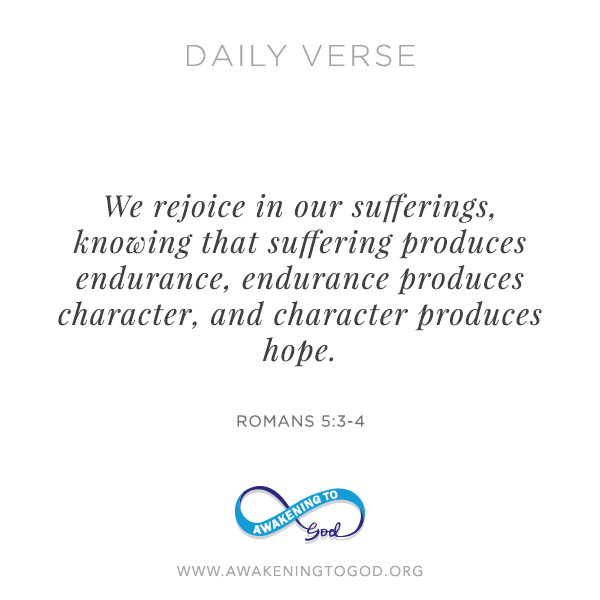 DAILY VERSE
We rejoice in our sufferings,
knowing that suffering produces
endurance, endurance produces
character, and character produces
hope.
ROMANS 5:3-4
AWAKENING TO
God
WWW.AWAKENINGTOGOD.ORG